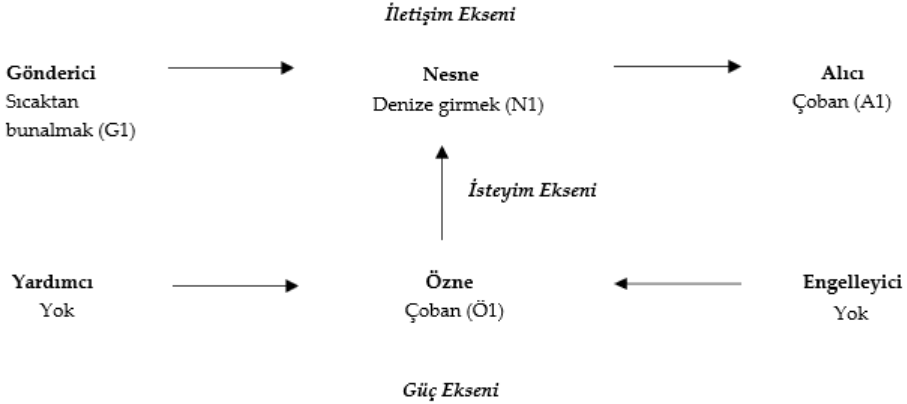 İletişim Ekseni
Gönderici
Sıcaktan
bunalmak (G1)
Nesne
Denize girmek (N1)
Alıcı
Çoban (A1)
İsteyim Ekseni
Yardımcı
Yok
Özne
Çoban (Ö1)
Engelleyici
Yok
Güç Ekseni